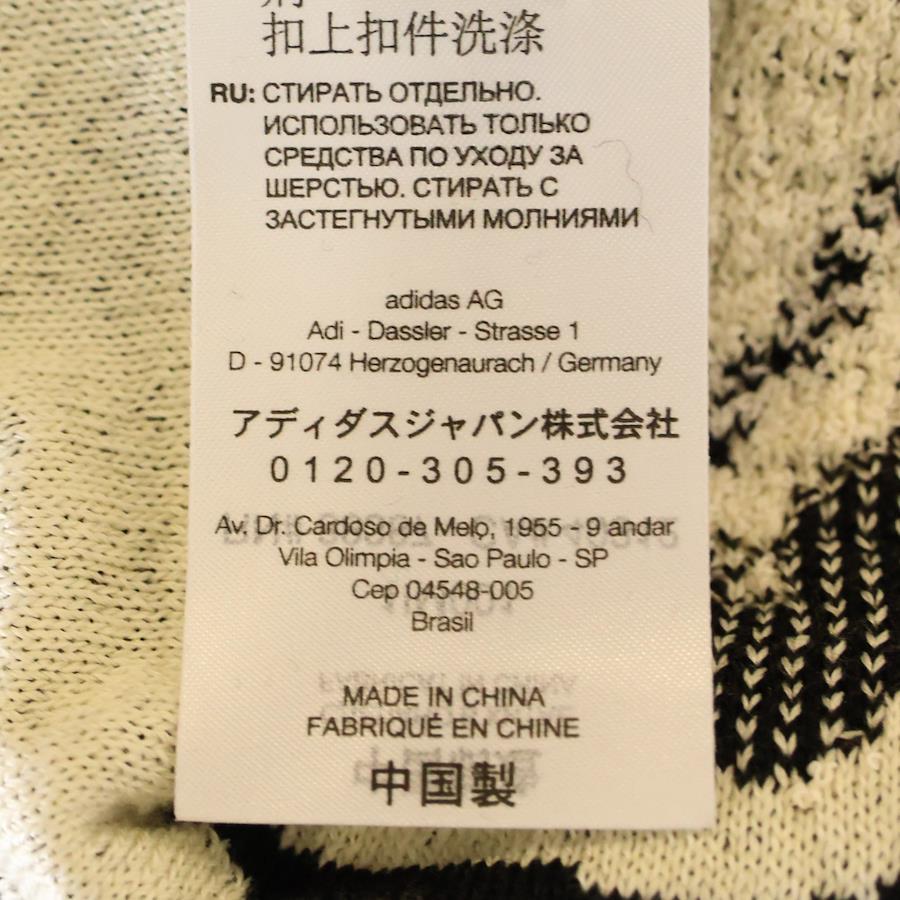 扣上扣件洗涤
RU: СТИРАТЬ ОТДЕЛЬНО.
ИСПОЛЬЗОВАТЬ ТОЛЬКО
СРЕДСТВА ПО УХОДУ ЗА
ШЕРСТЬЮ. СТИРАТЬ С
ЗАСТЕГНУТЫМИ МОЛНИЯМИ
adidas AG
Adi - Dassler - Strasse 1
D - 91074 Herzogenaurach / Germany
アディダスジャパン株式会社
0120-305-393
Av. Dr. Cardoso de Melo, 1955 - 9 andar
Vila Olimpia - Sao Paulo - SP
Cep 04548-005
Brasil
MADE IN CHINA
FABRIQUÉ EN CHINE
中国製